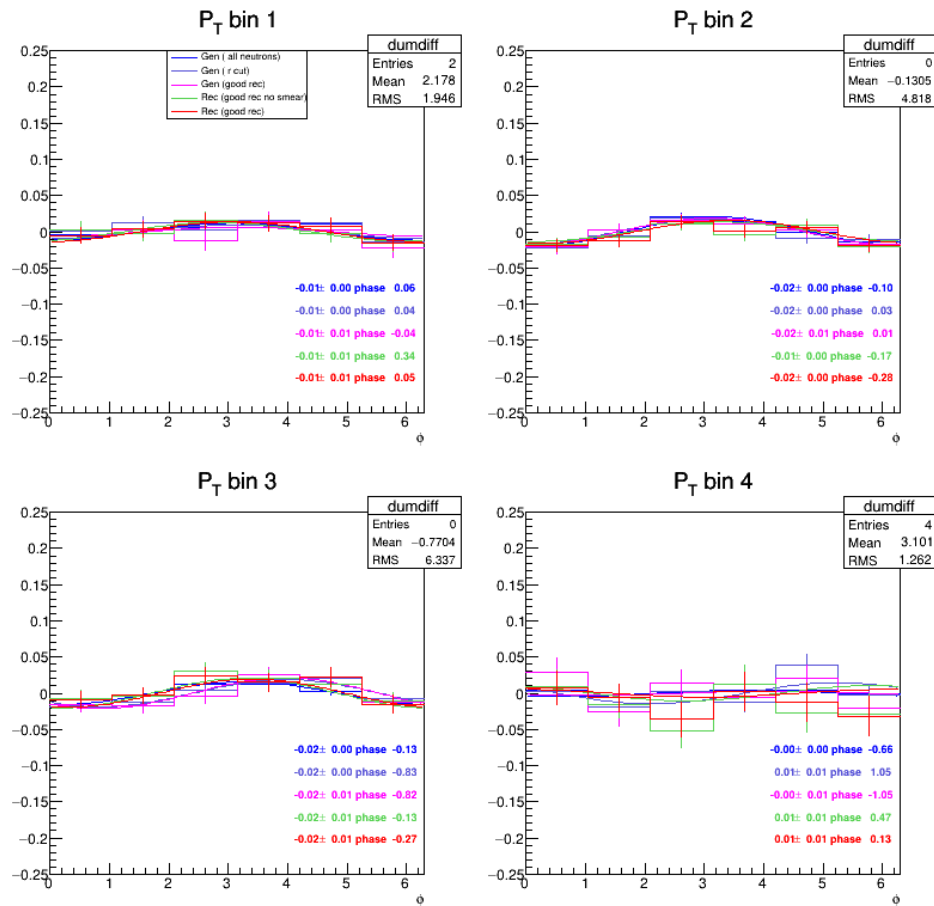 P_T bin 1
dumdiff
Entries 2
Mean 2.178
RMS 1.946
Gen ( all neutrons)
Gen ( r cut)
Gen (good rec)
Rec (good rec no smear)
Rec (good rec)
0.25
0.2
0.15
0.1
0.05
0
−0.05
−0.1
−0.15
−0.2
−0.25
-0.01± 0.00 phase 0.06
-0.01± 0.00 phase 0.04
-0.01± 0.01 phase -0.04
-0.01± 0.01 phase 0.34
-0.01± 0.01 phase 0.05
0 1 2 3 4 5 6
ϕ
P_T bin 2
dumdiff
Entries 0
Mean −0.1305
RMS 4.818
0.25
0.2
0.15
0.1
0.05
0
−0.05
−0.1
−0.15
−0.2
−0.25
-0.02± 0.00 phase -0.10
-0.02± 0.00 phase 0.03
-0.02± 0.01 phase 0.01
-0.01± 0.00 phase -0.17
-0.02± 0.00 phase -0.28
0 1 2 3 4 5 6
ϕ
P_T bin 3
dumdiff
Entries 0
Mean −0.7704
RMS 6.337
0.25
0.2
0.15
0.1
0.05
0
−0.05
−0.1
−0.15
−0.2
−0.25
-0.02± 0.00 phase -0.13
-0.02± 0.00 phase -0.83
-0.02± 0.01 phase -0.82
-0.02± 0.01 phase -0.13
-0.02± 0.01 phase -0.27
0 1 2 3 4 5 6
ϕ
P_T bin 4
dumdiff
Entries 4
Mean 3.101
RMS 1.262
0.25
0.2
0.15
0.1
0.05
0
−0.05
−0.1
−0.15
−0.2
−0.25
-0.00± 0.00 phase -0.66
0.01± 0.01 phase 1.05
-0.00± 0.01 phase -1.05
0.01± 0.01 phase 0.47
0.01± 0.01 phase 0.13
0 1 2 3 4 5 6
ϕ